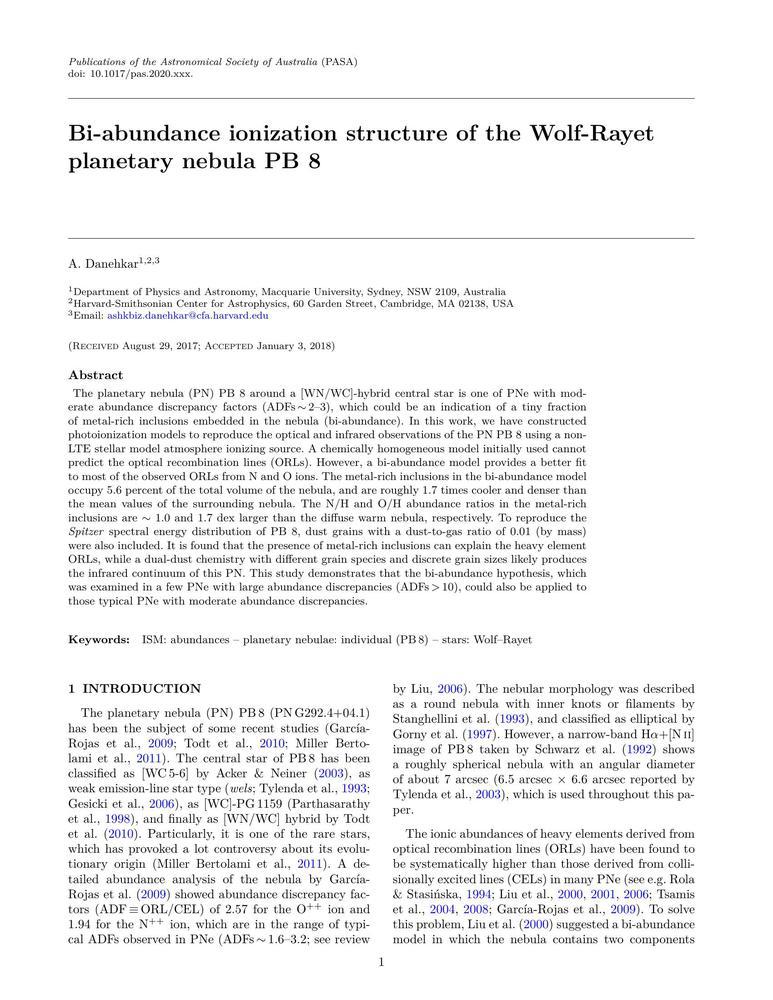 Publications of the Astronomical Society of Australia (PASA)
doi: 10.1017/pas.2020.xxx.
Bi-abundance ionization structure of the Wolf-Rayet
planetary nebula PB 8
A. Danehkar1,2,3
1Department of Physics and Astronomy, Macquarie University, Sydney, NSW 2109, Australia
2Harvard-Smithsonian Center for Astrophysics, 60 Garden Street, Cambridge, MA 02138, USA
3Email: ashkbiz.danehkar@cfa.harvard.edu
(Received August 29, 2017; Accepted January 3, 2018)
Abstract
The planetary nebula (PN) PB 8 around a [WN/WC]-hybrid central star is one of PNe with mod-
erate abundance discrepancy factors (ADFs ∼ 2–3), which could be an indication of a tiny fraction
of metal-rich inclusions embedded in the nebula (bi-abundance). In this work, we have constructed
photoionization models to reproduce the optical and infrared observations of the PN PB 8 using a non-
LTE stellar model atmosphere ionizing source. A chemically homogeneous model initially used cannot
predict the optical recombination lines (ORLs). However, a bi-abundance model provides a better fit
to most of the observed ORLs from N and O ions. The metal-rich inclusions in the bi-abundance model
occupy 5.6 percent of the total volume of the nebula, and are roughly 1.7 times cooler and denser than
the mean values of the surrounding nebula. The N/H and O/H abundance ratios in the metal-rich
inclusions are ∼ 1.0 and 1.7 dex larger than the diffuse warm nebula, respectively. To reproduce the
Spitzer spectral energy distribution of PB 8, dust grains with a dust-to-gas ratio of 0.01 (by mass)
were also included. It is found that the presence of metal-rich inclusions can explain the heavy element
ORLs, while a dual-dust chemistry with different grain species and discrete grain sizes likely produces
the infrared continuum of this PN. This study demonstrates that the bi-abundance hypothesis, which
was examined in a few PNe with large abundance discrepancies (ADFs > 10), could also be applied to
those typical PNe with moderate abundance discrepancies.
Keywords: ISM: abundances – planetary nebulae: individual (PB 8) – stars: Wolf–Rayet
1 INTRODUCTION
The planetary nebula (PN) PB 8 (PN G292.4+04.1)
has been the subject of some recent studies (García-
Rojas et al., 2009; Todt et al., 2010; Miller Berto-
lami et al., 2011). The central star of PB 8 has been
classified as [WC 5-6] by Acker & Neiner (2003), as
weak emission-line star type (wels; Tylenda et al., 1993;
Gesicki et al., 2006), as [WC]-PG 1159 (Parthasarathy
et al., 1998), and finally as [WN/WC] hybrid by Todt
et al. (2010). Particularly, it is one of the rare stars,
which has provoked a lot controversy about its evolu-
tionary origin (Miller Bertolami et al., 2011). A de-
tailed abundance analysis of the nebula by García-
Rojas et al. (2009) showed abundance discrepancy fac-
tors (ADF ≡ ORL/CEL) of 2.57 for the O++ ion and
1.94 for the N++ ion, which are in the range of typi-
cal ADFs observed in PNe (ADFs ∼ 1.6–3.2; see review
by Liu, 2006). The nebular morphology was described
as a round nebula with inner knots or filaments by
Stanghellini et al. (1993), and classified as elliptical by
Gorny et al. (1997). However, a narrow-band Hα+[N II]
image of PB 8 taken by Schwarz et al. (1992) shows
a roughly spherical nebula with an angular diameter
of about 7 arcsec (6.5 arcsec × 6.6 arcsec reported by
Tylenda et al., 2003), which is used throughout this pa-
per.
The ionic abundances of heavy elements derived from
optical recombination lines (ORLs) have been found to
be systematically higher than those derived from colli-
sionally excited lines (CELs) in many PNe (see e.g. Rola
& Stasińska, 1994; Liu et al., 2000, 2001, 2006; Tsamis
et al., 2004, 2008; García-Rojas et al., 2009). To solve
this problem, Liu et al. (2000) suggested a bi-abundance
model in which the nebula contains two components
1